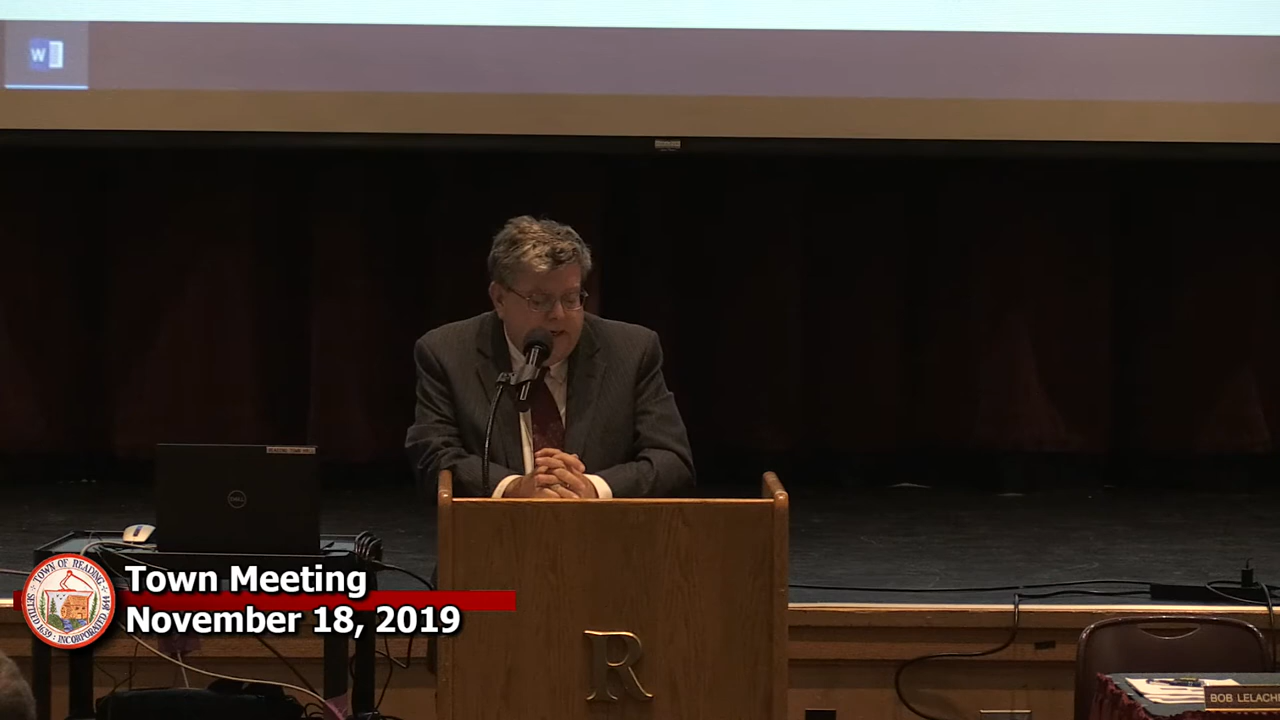 W
DELL
Town Meeting
November 18, 2019
TOWN OF READING
SETTLED 1639 · INCORPORATED 1644
R
BOB LELACH